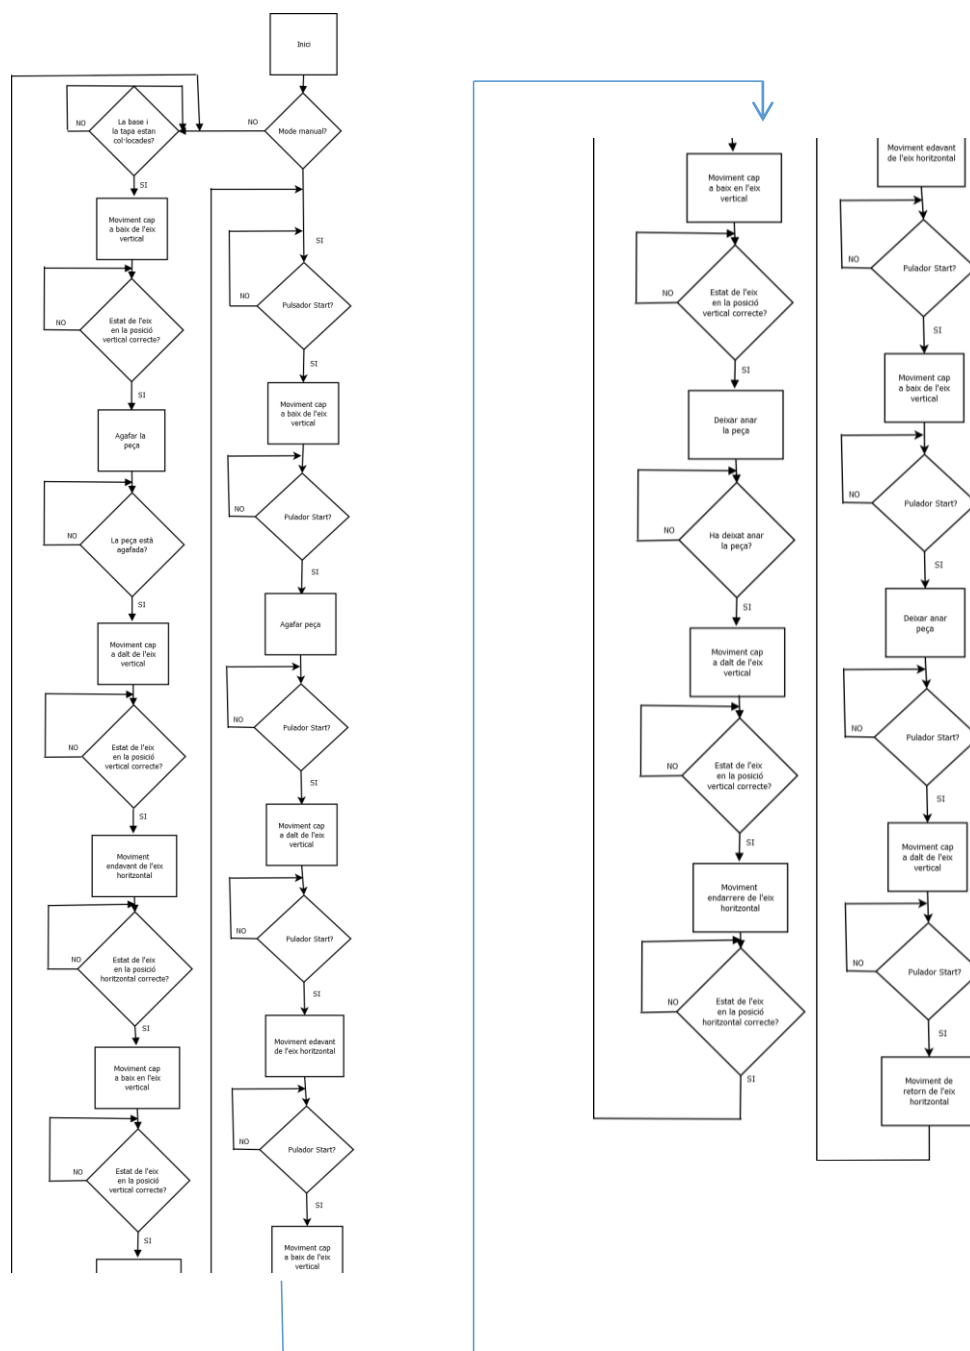 Inici
Mode manual?
NO
SI
La base i
la tapa estan
col·locades?
NO
SI
Moviment cap
a baix de l'eix
vertical
Estat de l'eix
en la posició
vertical correcte?
NO
SI
Agafar la
peça
La peça està
agafada?
NO
SI
Moviment cap
a dalt de l'eix
vertical
Estat de l'eix
en la posició
vertical correcte?
NO
SI
Moviment
endavant de l'eix
horitzontal
Estat de l'eix
en la posició
horitzontal correcte?
NO
SI
Moviment cap
a baix en l'eix
vertical
Estat de l'eix
en la posició
vertical correcte?
NO
SI
Pulsador Start?
NO
SI
Moviment cap
a baix de l'eix
vertical
Pulador Start?
NO
SI
Agafar peça
Pulador Start?
NO
SI
Moviment cap
a dalt de l'eix
vertical
Pulador Start?
NO
SI
Moviment edavant
de l'eix horitzontal
Pulador Start?
NO
SI
Moviment cap
a baix de l'eix
vertical
Moviment cap
a baix en l'eix
vertical
Estat de l'eix
en la posició
vertical correcte?
NO
SI
Deixar anar
la peça
Ha deixat anar
la peça?
NO
SI
Moviment cap
a dalt de l'eix
vertical
Estat de l'eix
en la posició
vertical correcte?
NO
SI
Moviment
endarrere de l'eix
horitzontal
Estat de l'eix
en la posició
horitzontal correcte?
NO
SI
Moviment edavant
de l'eix horitzontal
Pulador Start?
NO
SI
Moviment cap
a baix de l'eix
vertical
Pulador Start?
NO
SI
Deixar anar
peça
Pulador Start?
NO
SI
Moviment cap
a dalt de l'eix
vertical
Pulador Start?
NO
SI
Moviment de
retorn de l'eix
horitzontal